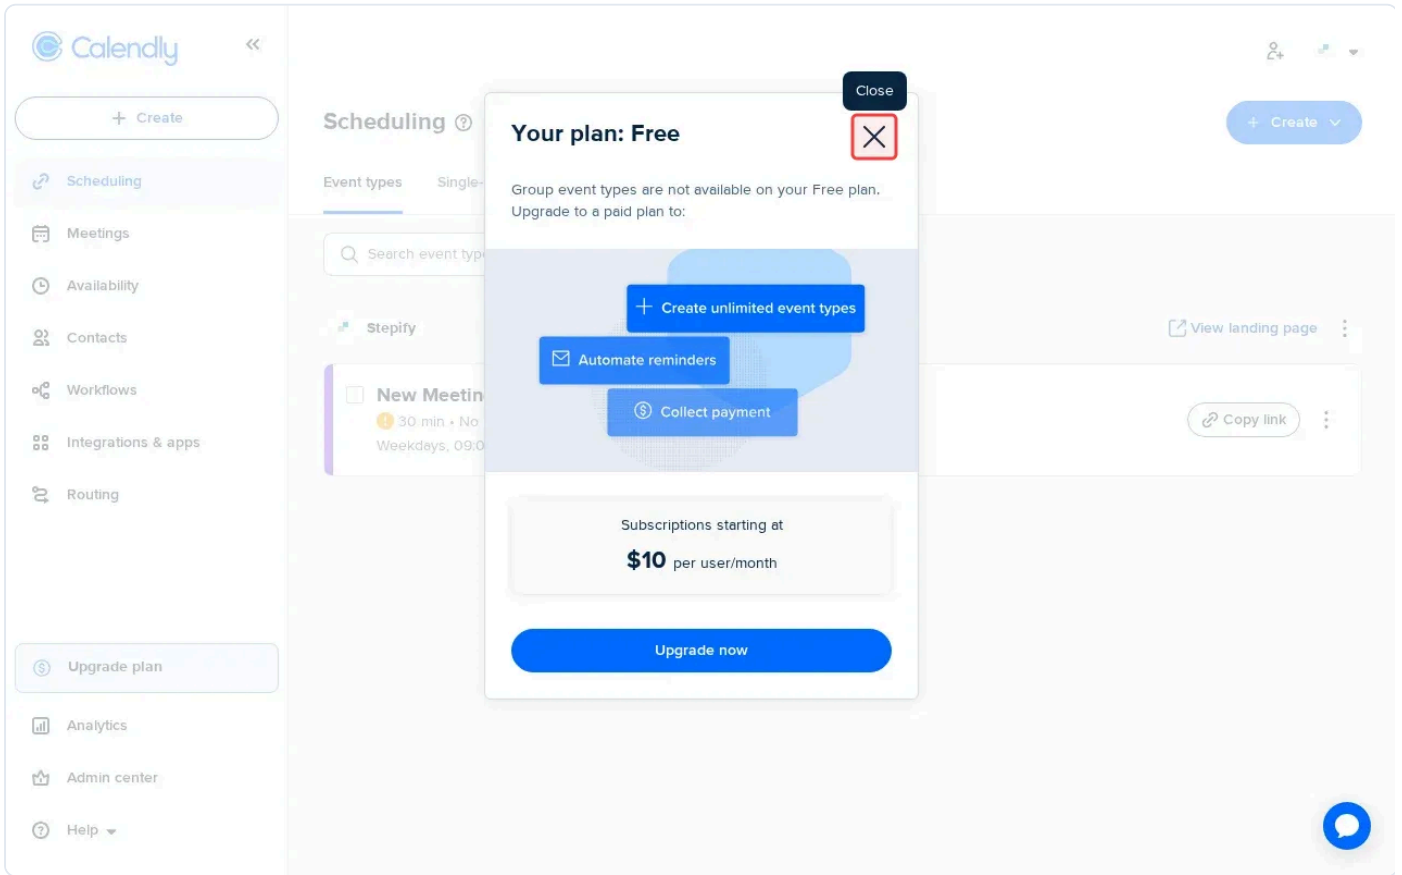 Calendly
+ Create
Scheduling
Meetings
Availability
Contacts
Workflows
Integrations & apps
Routing
Upgrade plan
Analytics
Admin center
Help
Scheduling
+ Create
Event types
Single-
Search event type
Stepify
View landing page
New Meetin
30 min • No
Weekdays, 09:0
Copy link
Close
Your plan: Free
Group event types are not available on your Free plan.
Upgrade to a paid plan to:
+ Create unlimited event types
Automate reminders
Collect payment
Subscriptions starting at
$10 per user/month
Upgrade now